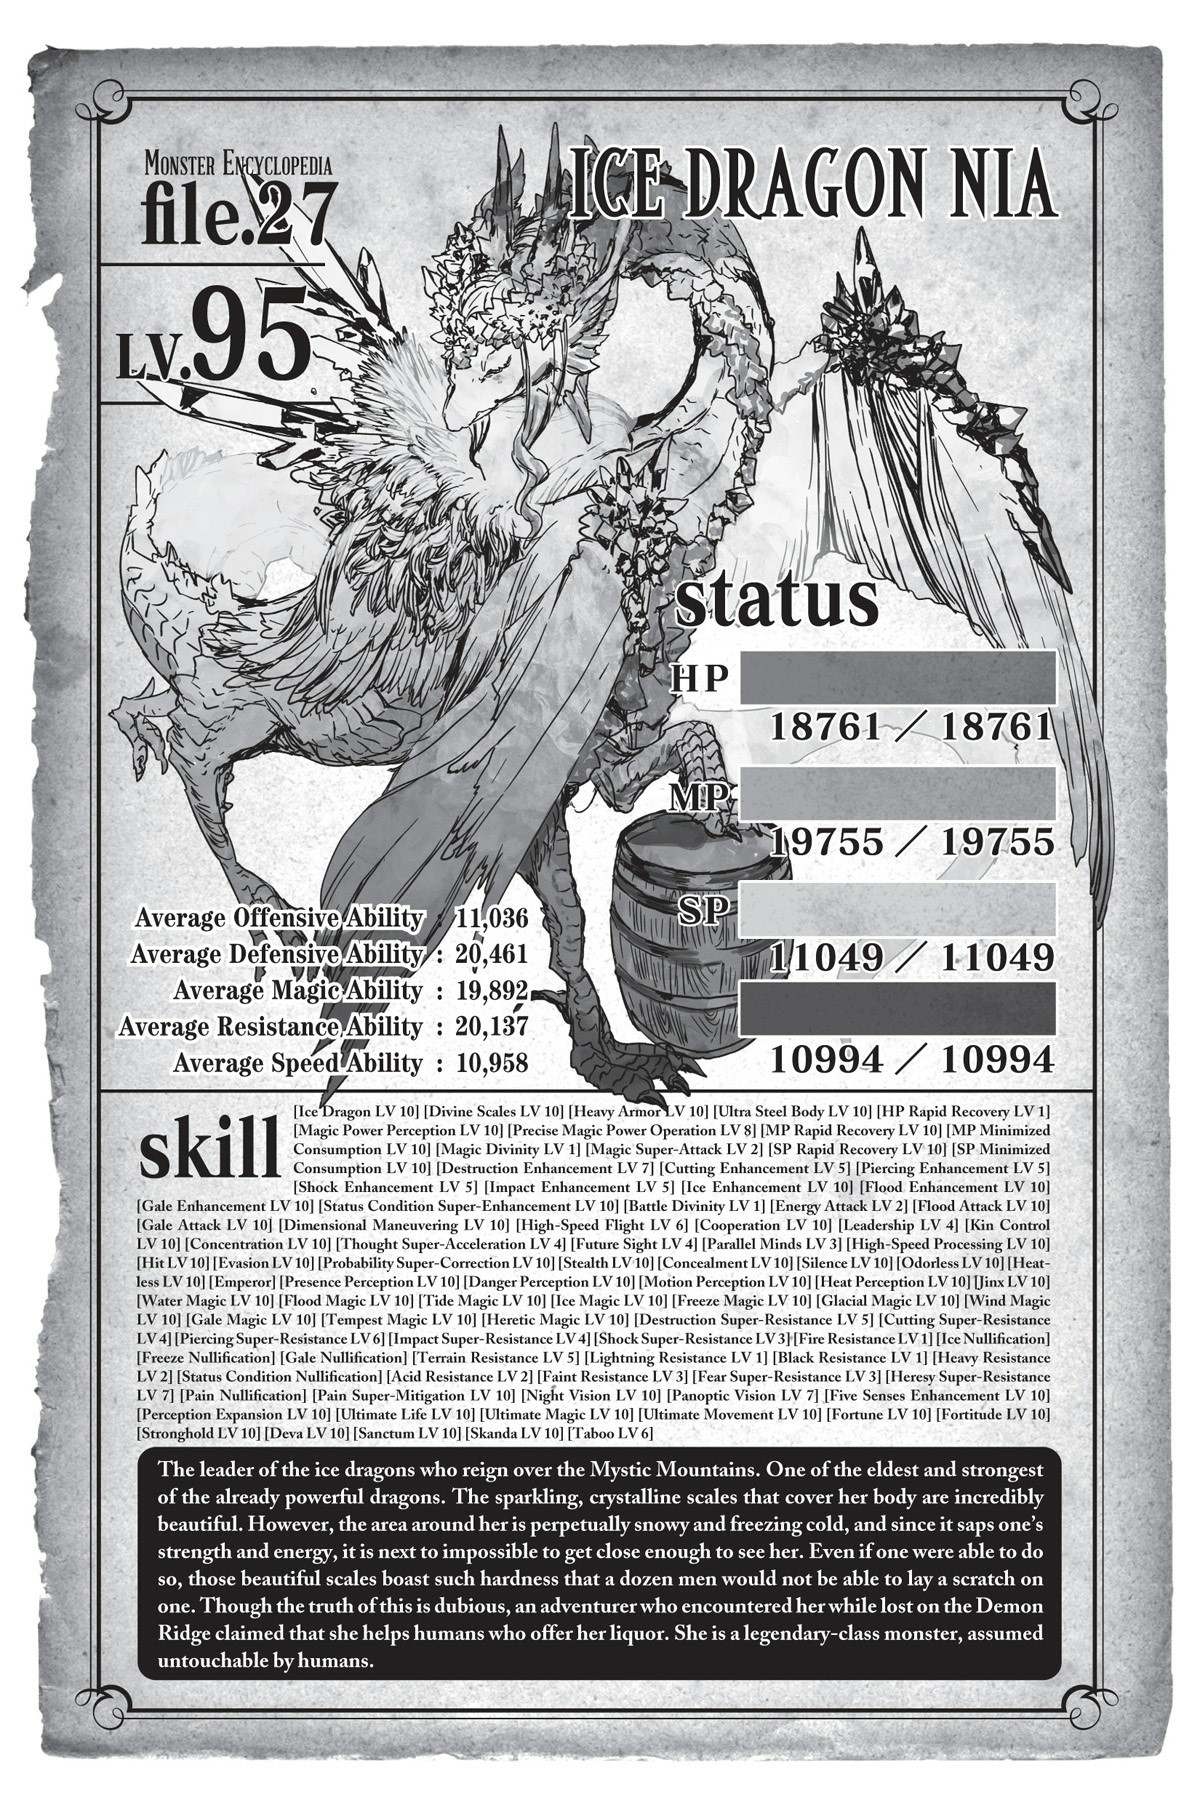 MONSTER ENCYCLOPEDIA
file.27
ICE DRAGON NIA
LV.95
status
HP
18761 / 18761
MP
19755 / 19755
SP
11049 / 11049
10994 / 10994
Average Offensive Ability : 11,036
Average Defensive Ability : 20,461
Average Magic Ability : 19,892
Average Resistance Ability : 20,137
Average Speed Ability : 10,958
skill
[Ice Dragon LV 10] [Divine Scales LV 10] [Heavy Armor LV 10] [Ultra Steel Body LV 10] [HP Rapid Recovery LV 1]
[Magic Power Perception LV 10] [Precise Magic Power Operation LV 8] [MP Rapid Recovery LV 10] [MP Minimized
Consumption LV 10] [Magic Divinity LV 1] [Magic Super-Attack LV 2] [SP Rapid Recovery LV 10] [SP Minimized
Consumption LV 10] [Destruction Enhancement LV 7] [Cutting Enhancement LV 5] [Piercing Enhancement LV 5]
[Shock Enhancement LV 5] [Impact Enhancement LV 5] [Ice Enhancement LV 10] [Flood Enhancement LV 10]
[Gale Enhancement LV 10] [Status Condition Super-Enhancement LV 10] [Battle Divinity LV 1] [Energy Attack LV 2] [Flood Attack LV 10]
[Gale Attack LV 10] [Dimensional Maneuvering LV 10] [High-Speed Flight LV 6] [Cooperation LV 10] [Leadership LV 4] [Kin Control
LV 10] [Concentration LV 10] [Thought Super-Acceleration LV 4] [Future Sight LV 4] [Parallel Minds LV 3] [High-Speed Processing LV 10]
[Hit LV 10] [Evasion LV 10] [Probability Super-Correction LV 10] [Stealth LV 10] [Concealment LV 10] [Silence LV 10] [Odorless LV 10] [Heat-
less LV 10] [Emperor] [Presence Perception LV 10] [Danger Perception LV 10] [Motion Perception LV 10] [Heat Perception LV 10] [Jinx LV 10]
[Water Magic LV 10] [Flood Magic LV 10] [Tide Magic LV 10] [Ice Magic LV 10] [Freeze Magic LV 10] [Glacial Magic LV 10] [Wind Magic
LV 10] [Gale Magic LV 10] [Tempest Magic LV 10] [Heretic Magic LV 10] [Destruction Super-Resistance LV 5] [Cutting Super-Resistance
LV 4] [Piercing Super-Resistance LV 6] [Impact Super-Resistance LV 4] [Shock Super-Resistance LV 3] [Fire Resistance LV 1] [Ice Nullification]
[Freeze Nullification] [Gale Nullification] [Terrain Resistance LV 5] [Lightning Resistance LV 1] [Black Resistance LV 1] [Heavy Resistance
LV 2] [Status Condition Nullification] [Acid Resistance LV 2] [Faint Resistance LV 3] [Fear Super-Resistance LV 3] [Heresy Super-Resistance
LV 7] [Pain Nullification] [Pain Super-Mitigation LV 10] [Night Vision LV 10] [Panoptic Vision LV 7] [Five Senses Enhancement LV 10]
[Perception Expansion LV 10] [Ultimate Life LV 10] [Ultimate Magic LV 10] [Ultimate Movement LV 10] [Fortune LV 10] [Fortitude LV 10]
[Stronghold LV 10] [Deva LV 10] [Sanctum LV 10] [Skanda LV 10] [Taboo LV 6]
The leader of the ice dragons who reign over the Mystic Mountains. One of the eldest and strongest
of the already powerful dragons. The sparkling, crystalline scales that cover her body are incredibly
beautiful. However, the area around her is perpetually snowy and freezing cold, and since it saps one's
strength and energy, it is next to impossible to get close enough to see her. Even if one were able to do
so, those beautiful scales boast such hardness that a dozen men would not be able to lay a scratch on
one. Though the truth of this is dubious, an adventurer who encountered her while lost on the Demon
Ridge claimed that she helps humans who offer her liquor. She is a legendary-class monster, assumed
untouchable by humans.